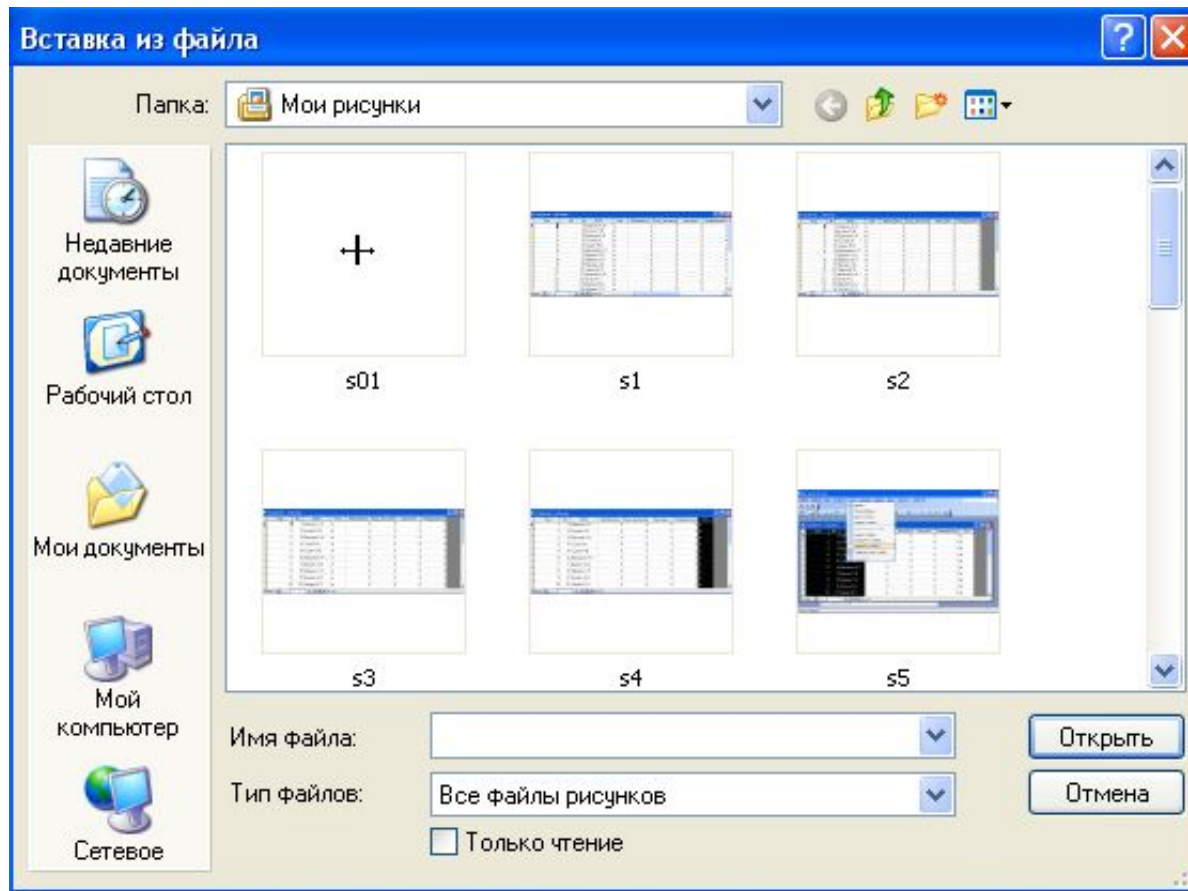 Вставка из файла
Папка:
Мои рисунки
Недавние
документы
Рабочий стол
Мои документы
Мой
компьютер
Сетевое
s01
s1
s2
s3
s4
s5
Имя файла:
Открыть
Тип файлов:
Все файлы рисунков
Отмена
Только чтение